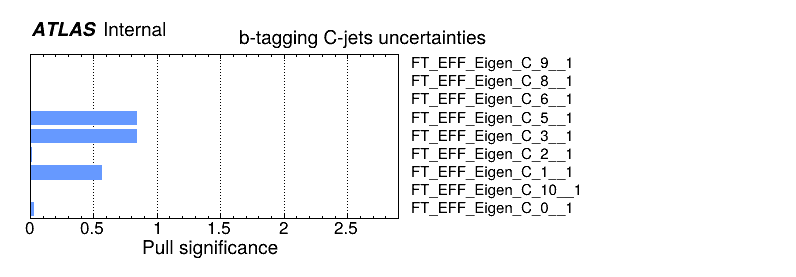 ATLAS Internal
b-tagging C-jets uncertainties
FT_EFF_Eigen_C_9__1
FT_EFF_Eigen_C_8__1
FT_EFF_Eigen_C_6__1
FT_EFF_Eigen_C_5__1
FT_EFF_Eigen_C_3__1
FT_EFF_Eigen_C_2__1
FT_EFF_Eigen_C_1__1
FT_EFF_Eigen_C_10__1
FT_EFF_Eigen_C_0__1
0 0.5 1 1.5 2 2.5
Pull significance